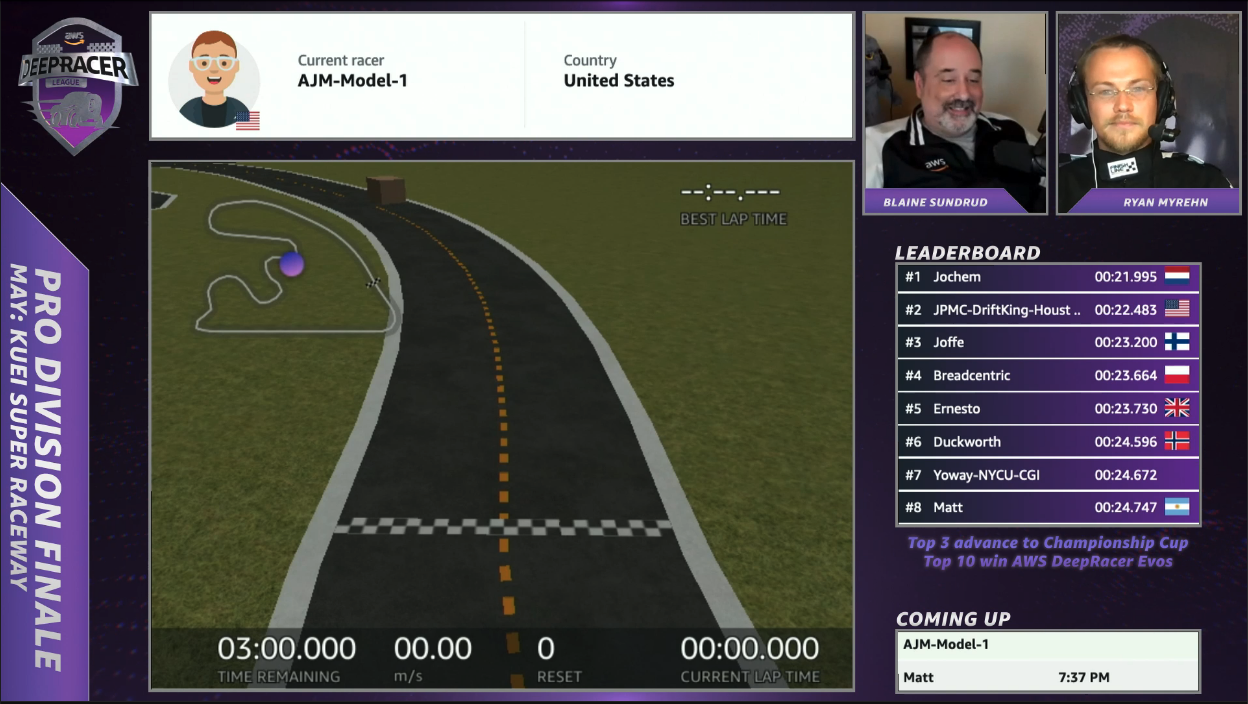 aws
DEEPRACER
LEAGUE
PRO DIVISION FINALE
MAY: KUEI SUPER RACEWAY
Current racer
AJM-Model-1
Country
United States
aws
BLAINE SUNDRUD
FINISH LINE
RYAN MYREHN
--:--.---
BEST LAP TIME
03:00.000
TIME REMAINING
00.00
m/s
0
RESET
00:00.000
CURRENT LAP TIME
LEADERBOARD
#1 Jochem 00:21.995
#2 JPMC-DriftKing-Houst .. 00:22.483
#3 Joffe 00:23.200
#4 Breadcentric 00:23.664
#5 Ernesto 00:23.730
#6 Duckworth 00:24.596
#7 Yoway-NYCU-CGI 00:24.672
#8 Matt 00:24.747
Top 3 advance to Championship Cup
Top 10 win AWS DeepRacer Evos
COMING UP
AJM-Model-1
Matt 7:37 PM